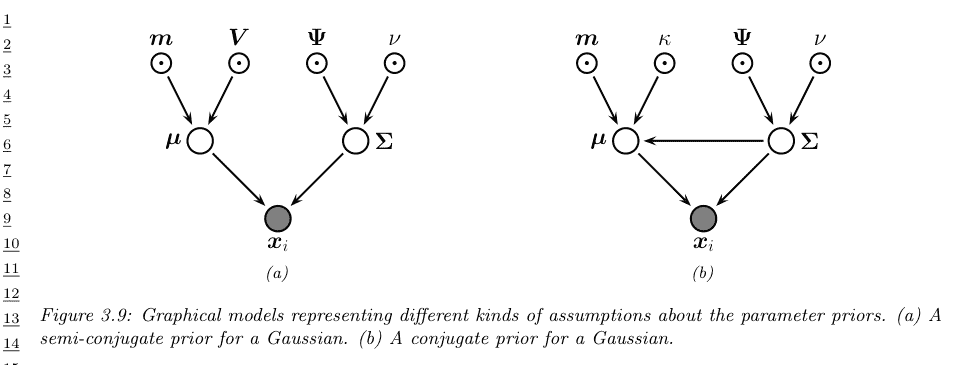 1
2
3
4
5
6
7
8
9
10
11
12
13
14
m V Ψ ν
μ Σ
x_i
(a)
m κ Ψ ν
μ Σ
x_i
(b)
Figure 3.9: Graphical models representing different kinds of assumptions about the parameter priors. (a) A
semi-conjugate prior for a Gaussian. (b) A conjugate prior for a Gaussian.